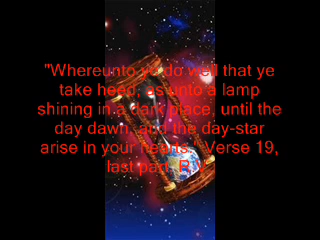 "Whereunto ye do well that ye
take heed, as unto a lamp
shining in a dark place, until the
day dawn, and the day-star
arise in your hearts." Verse 19,
last part. R